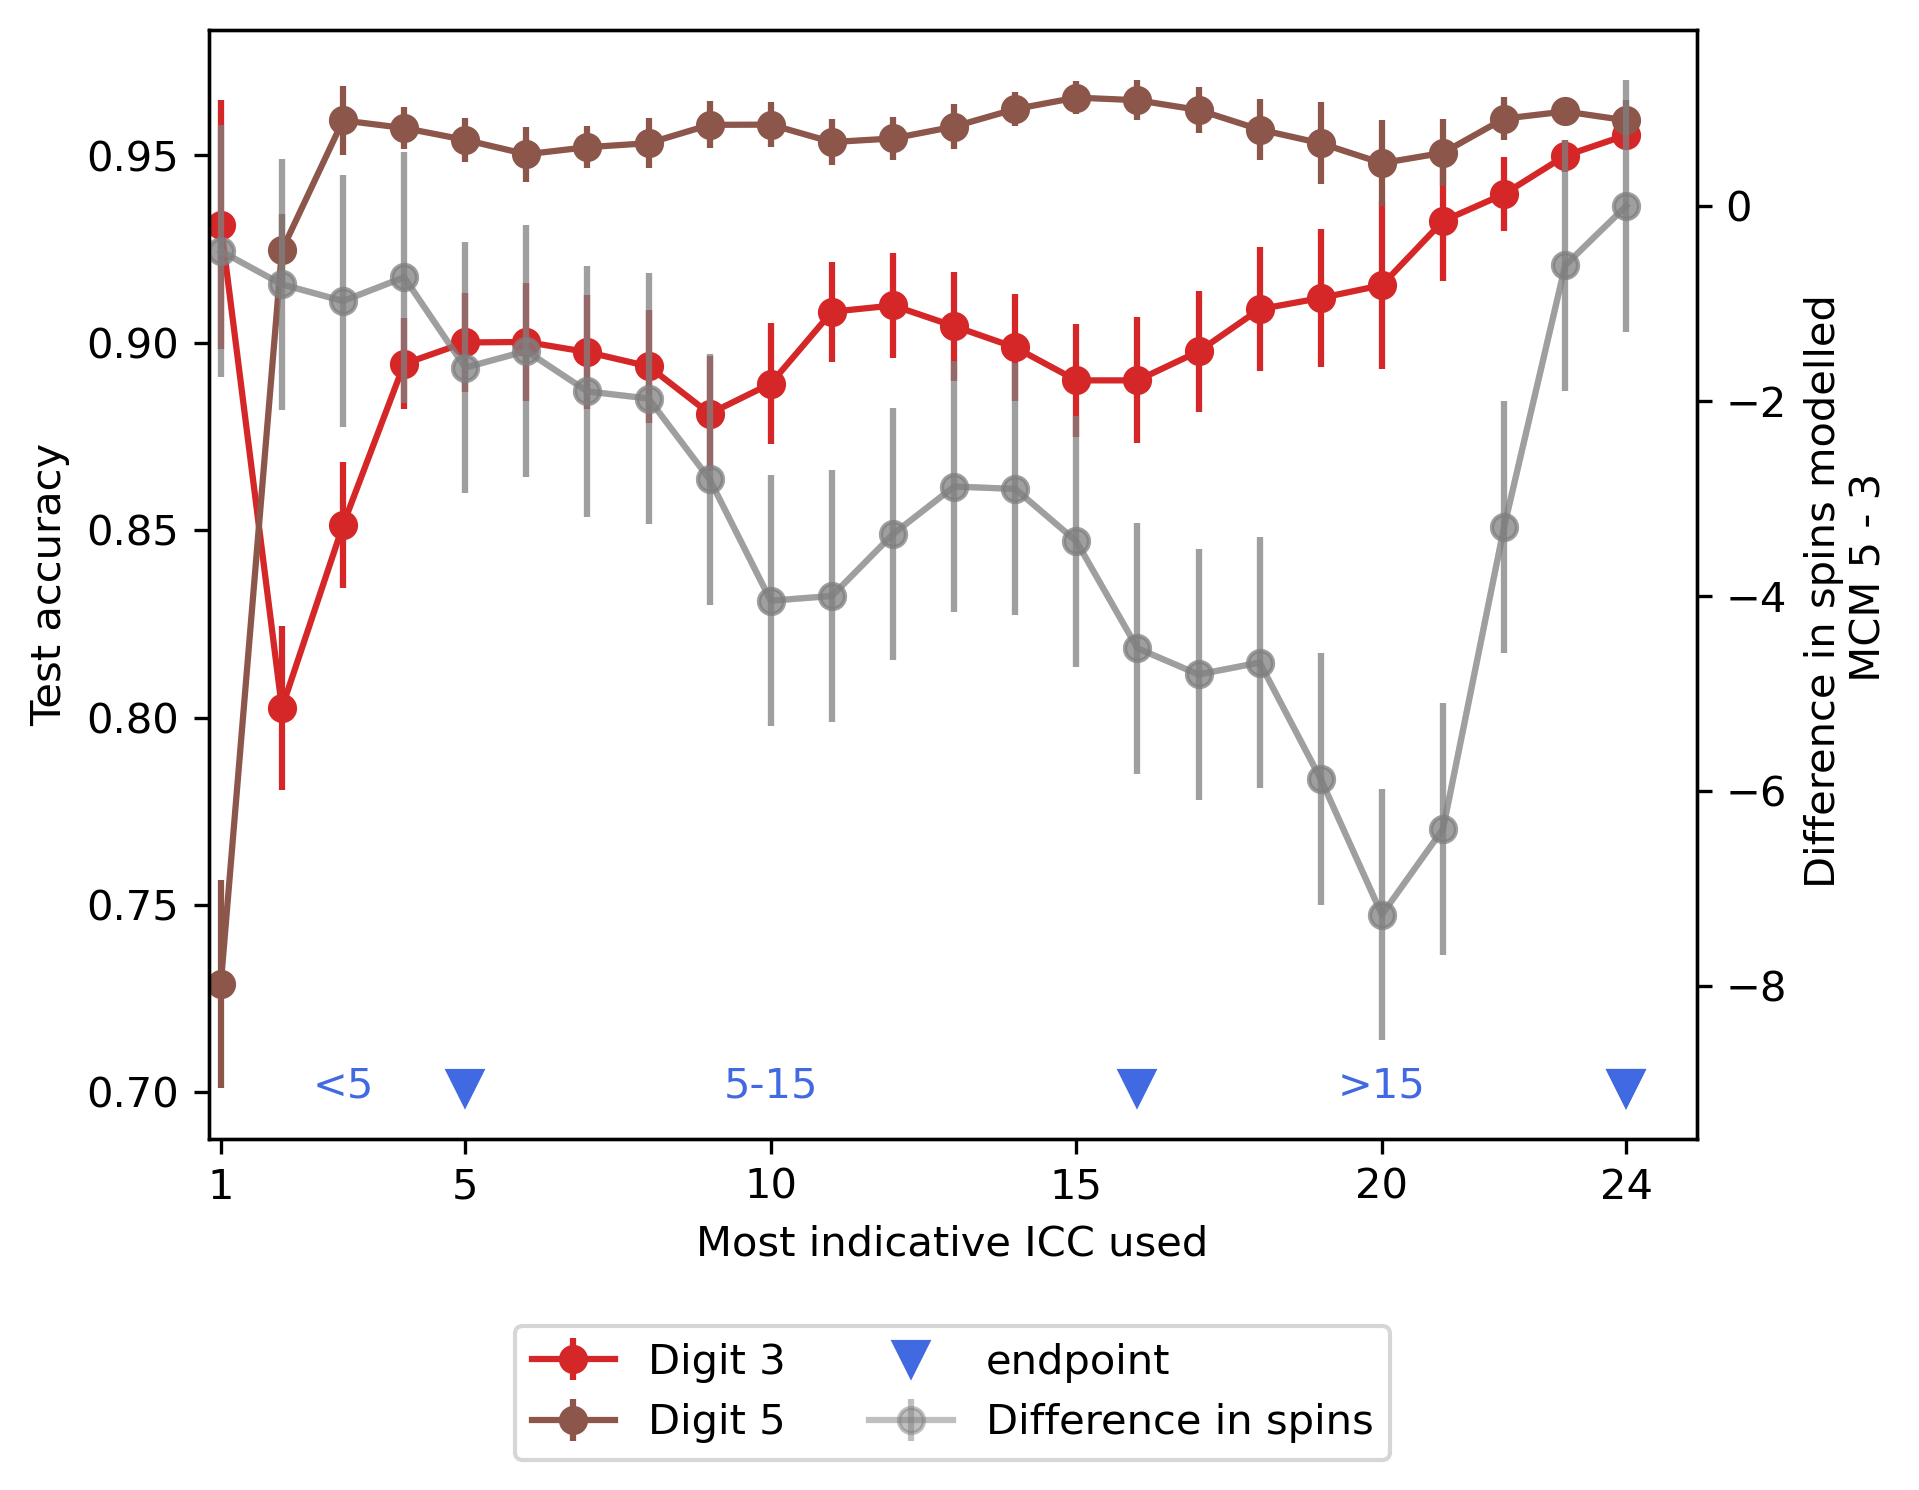 Test accuracy
0.95
0.90
0.85
0.80
0.75
0.70
0
−2
−4
−6
−8
Difference in spins modelled
MCM 5 - 3
<5
5-15
>15
1
5
10
15
20
24
Most indicative ICC used
Digit 3
Digit 5
endpoint
Difference in spins